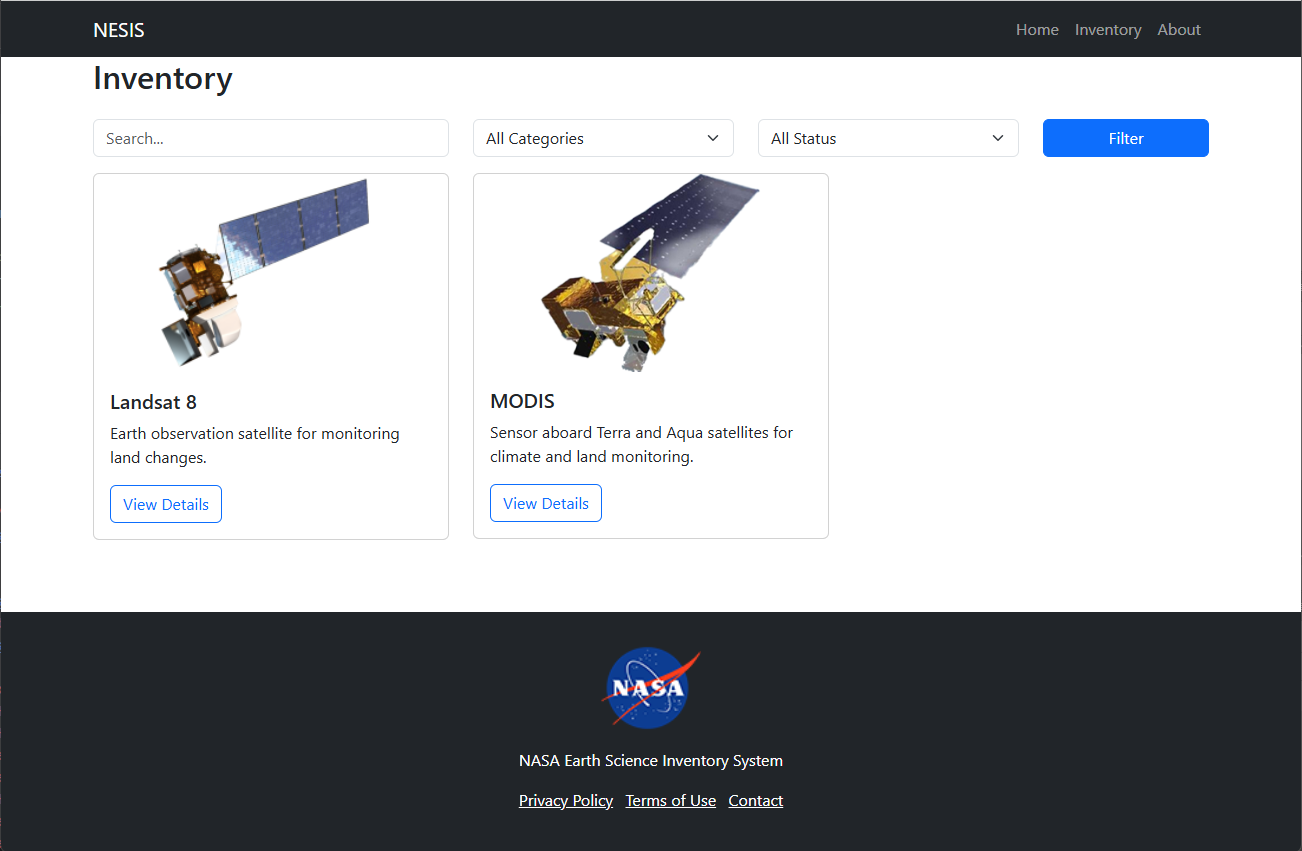 NESIS
Home Inventory About
Inventory
Search...
All Categories
All Status
Filter
Landsat 8
Earth observation satellite for monitoring
land changes.
View Details
MODIS
Sensor aboard Terra and Aqua satellites for
climate and land monitoring.
View Details
NASA
NASA Earth Science Inventory System
Privacy Policy Terms of Use Contact